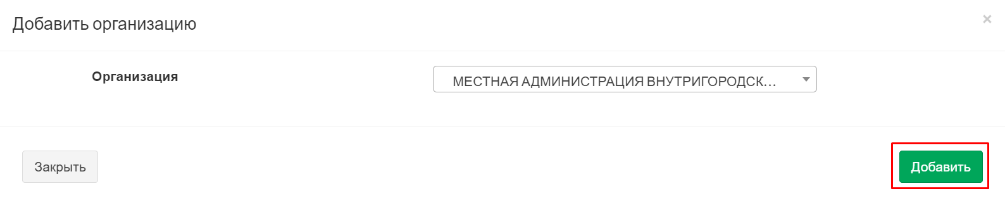 Добавить организацию
×
Организация
МЕСТНАЯ АДМИНИСТРАЦИЯ ВНУТРИГОРОДСК...
Закрыть
Добавить